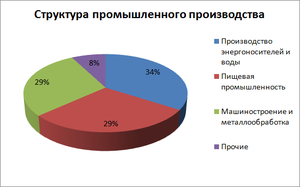 Структура промышленного производства
34%
29%
29%
8%
Производство
энергоносителей и
воды
Пищевая
промышленность
Машиностроение и
металлообработка
Прочие